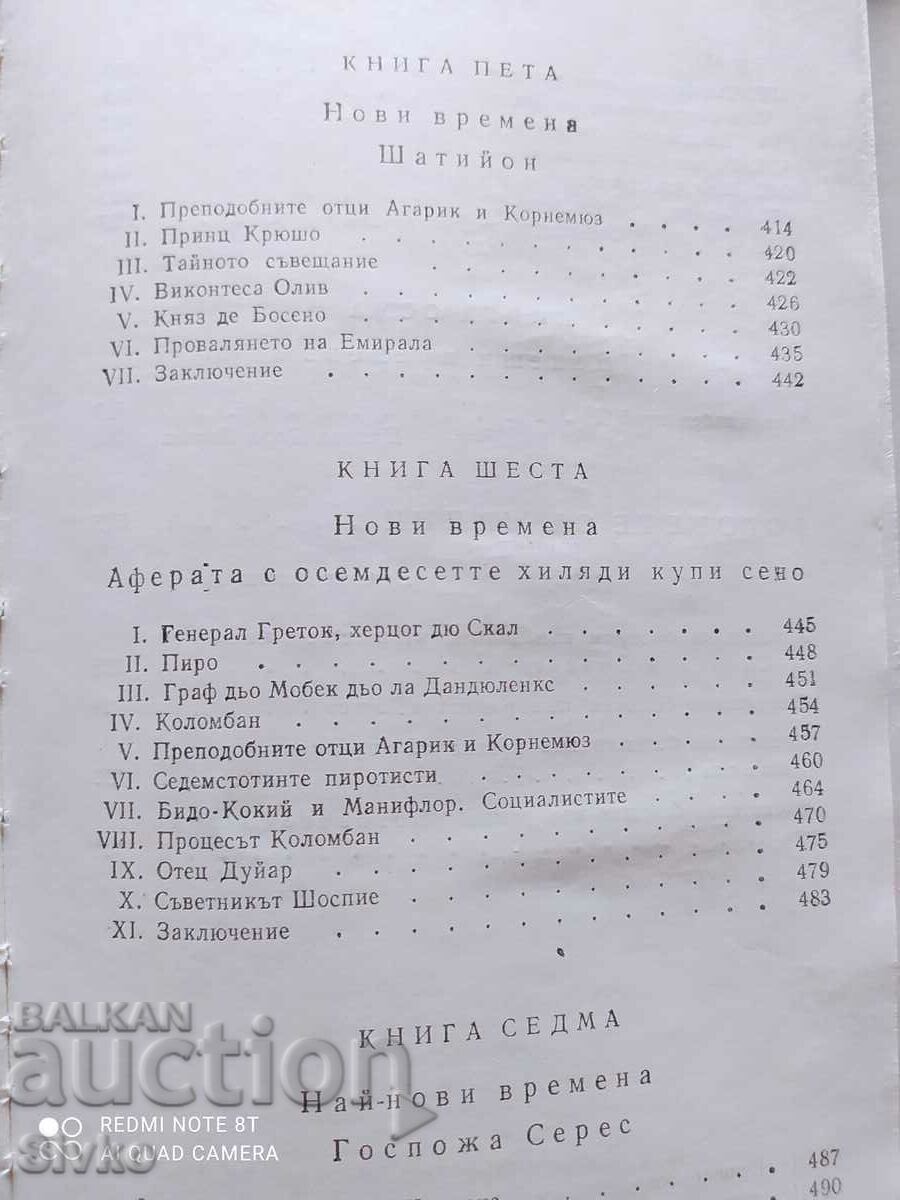 КНИГА ПЕТА
Нови времена
Шатийон
I. Преподобните отци Агарик и Корнемюз . . . . 414
II. Принц Крюшо . . . . . . . . . . . . 420
III. Тайното съвещание . . . . . . . . . . 422
IV. Виконтеса Олив . . . . . . . . . . . . 426
V. Княз де Босено . . . . . . . . . . . . 430
VI. Провалянето на Емирала . . . . . . . . 435
VII. Заключение . . . . . . . . . . . . . 442
КНИГА ШЕСТА
Нови времена
Аферата с осемдесетте хиляди купи сено
I. Генерал Греток, херцог дю Скал . . . . . . 445
II. Пиро . . . . . . . . . . . . . . . 448
III. Граф дьо Мобек дьо ла Дандюленкс . . . . . 451
IV. Коломбан . . . . . . . . . . . . . 454
V. Преподобните отци Агарик и Корнемюз . . . . 457
VI. Седемстотинте пиротисти . . . . . . . . 460
VII. Бидо-Кокий и Манифлор. Социалистите . . . . 464
VIII. Процесът Коломбан . . . . . . . . . . 470
IX. Отец Дуйар . . . . . . . . . . . . . 475
X. Съветникът Шоспие . . . . . . . . . . 479
XI. Заключение . . . . . . . . . . . . . 483
КНИГА СЕДМА
Най-нови времена
Госпожа Серес
487
490
BALKAN
auction
REDMI NOTE 8T
AI QUAD CAMERA
Sivko